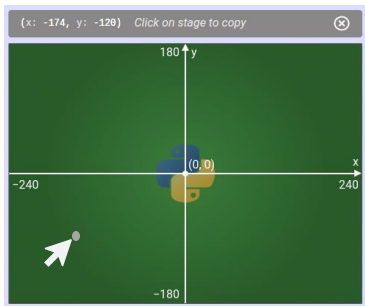 (x: -174, y: -120) Click on stage to copy
180 y
(0, 0)
x
−240
240
−180